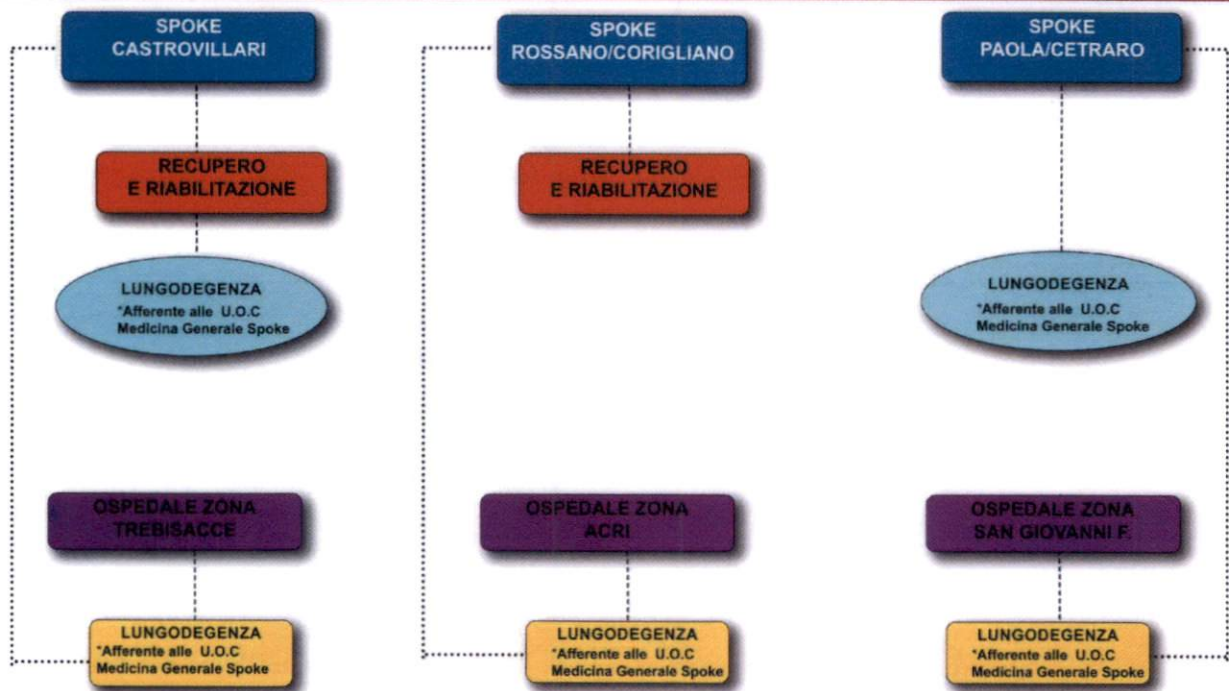 SPOKE
CASTROVILLARI
SPOKE
ROSSANO/CORIGLIANO
SPOKE
PAOLA/CETRARO
RECUPERO
E RIABILITAZIONE
RECUPERO
E RIABILITAZIONE
LUNGODEGENZA
*Afferente alle U.O.C
Medicina Generale Spoke
LUNGODEGENZA
*Afferente alle U.O.C
Medicina Generale Spoke
OSPEDALE ZONA
TREBISACCE
OSPEDALE ZONA
ACRI
OSPEDALE ZONA
SAN GIOVANNI F.
LUNGODEGENZA
*Afferente alle U.O.C
Medicina Generale Spoke
LUNGODEGENZA
*Afferente alle U.O.C
Medicina Generale Spoke
LUNGODEGENZA
*Afferente alle U.O.C
Medicina Generale Spoke